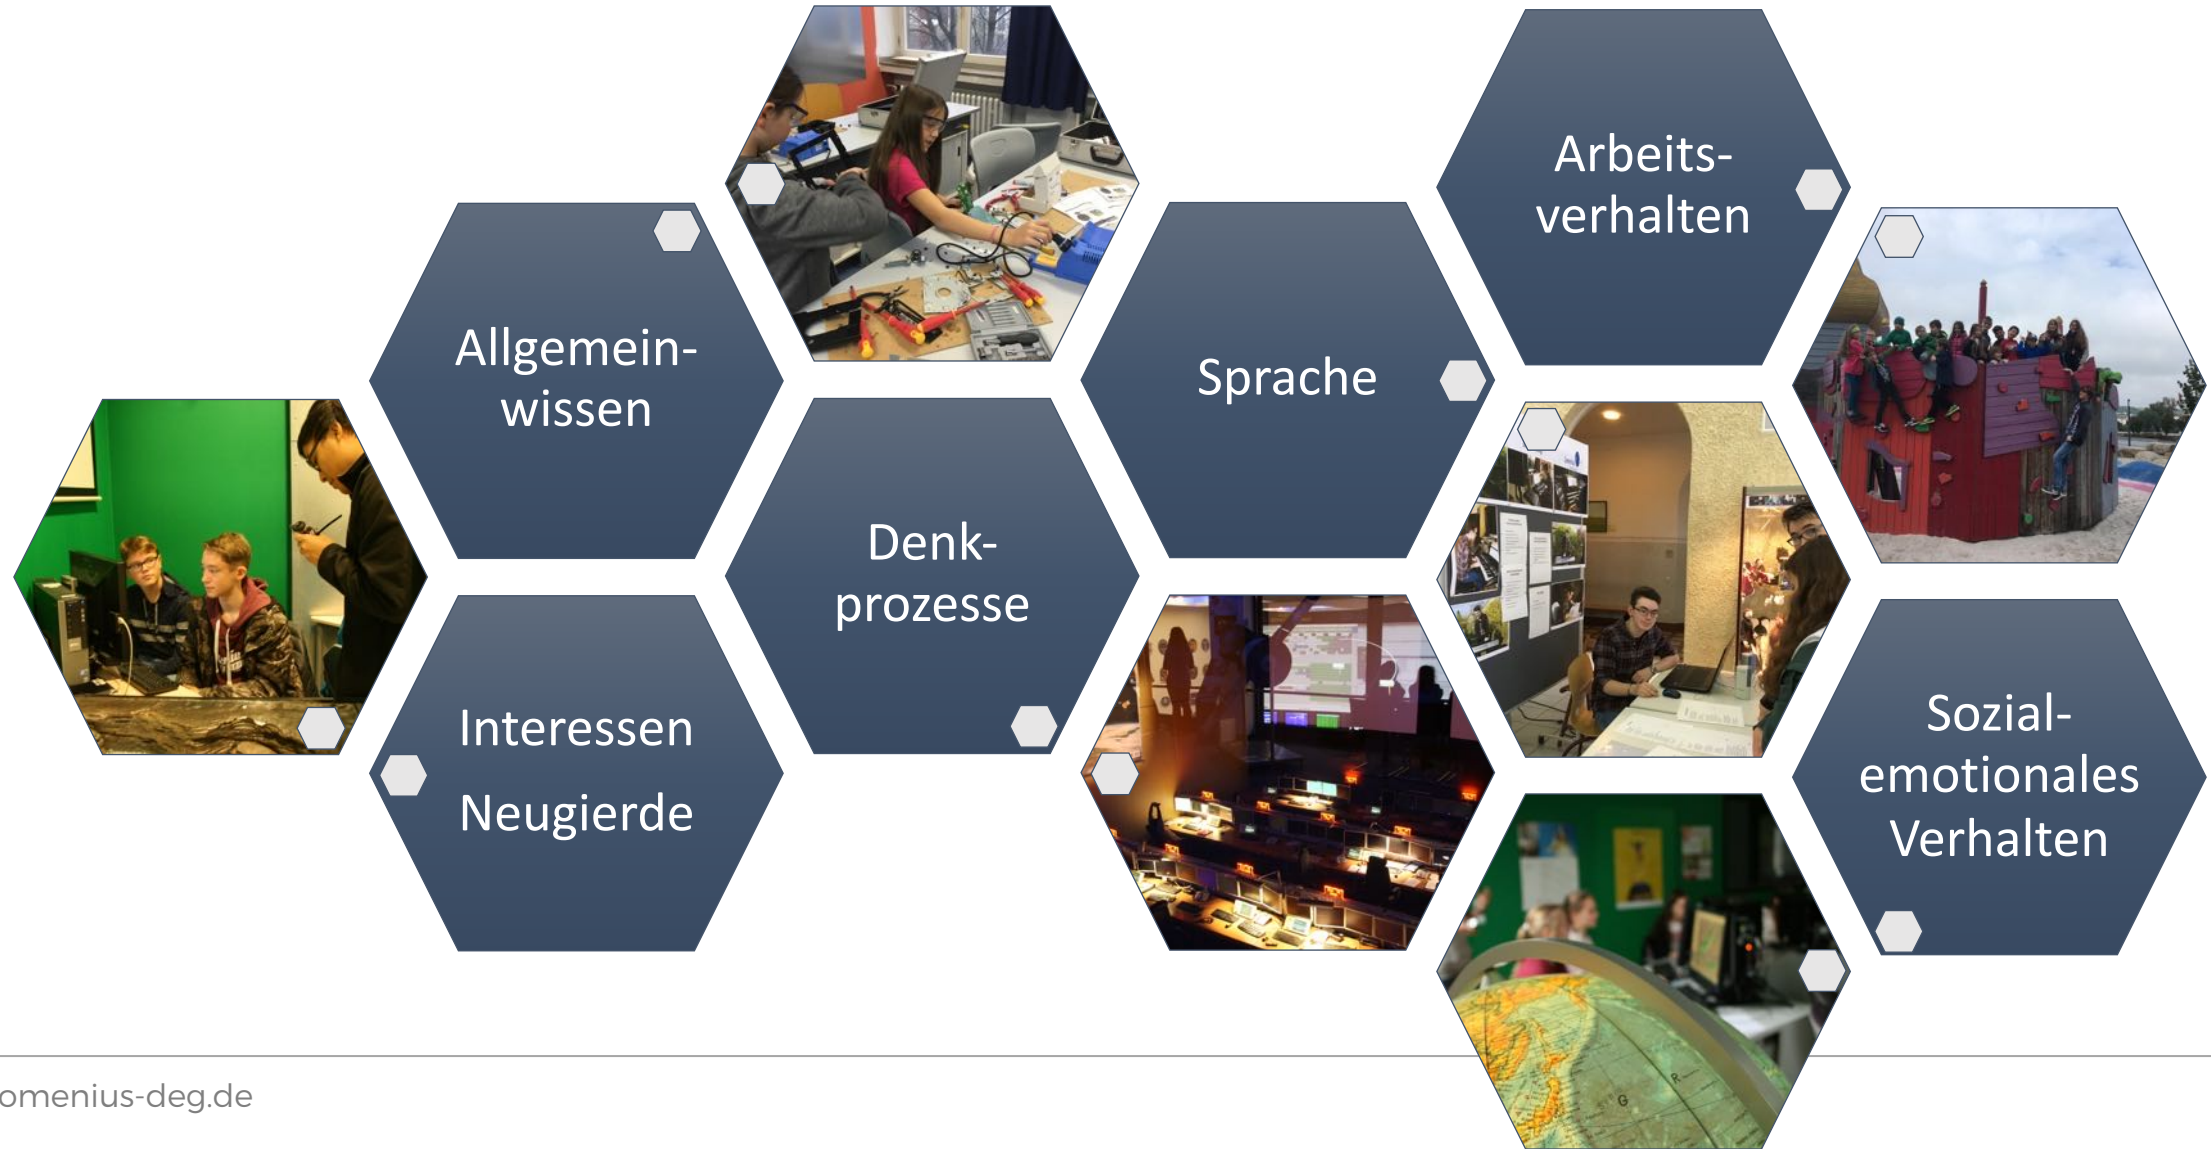 Allgemein-
wissen
Interessen
Neugierde
Denk-
prozesse
Sprache
Arbeits-
verhalten
Sozial-
emotionales
Verhalten
R
G
omenius-deg.de